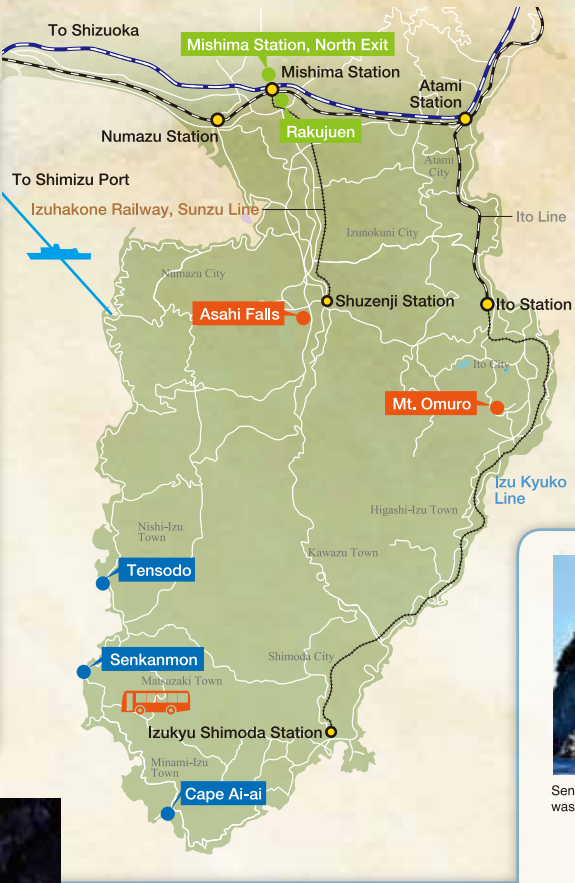 To Shizuoka
Mishima Station, North Exit
Mishima Station
Atami
Station
Numazu Station
Rakujuen
Atami
City
To Shimizu Port
Izuhakone Railway, Sunzu Line
Ito Line
Izunokuni City
Numazu City
Shuzenji Station
Ito Station
Asahi Falls
Ito City
Mt. Omuro
Izu Kyuko
Line
Higashi-Izu Town
Nishi-Izu
Town
Kawazu Town
Tensodo
Senkanmon
Shimoda City
Matsuzaki Town
Izukyu Shimoda Station
Minami-Izu
Town
Cape Ai-ai
Sen
was